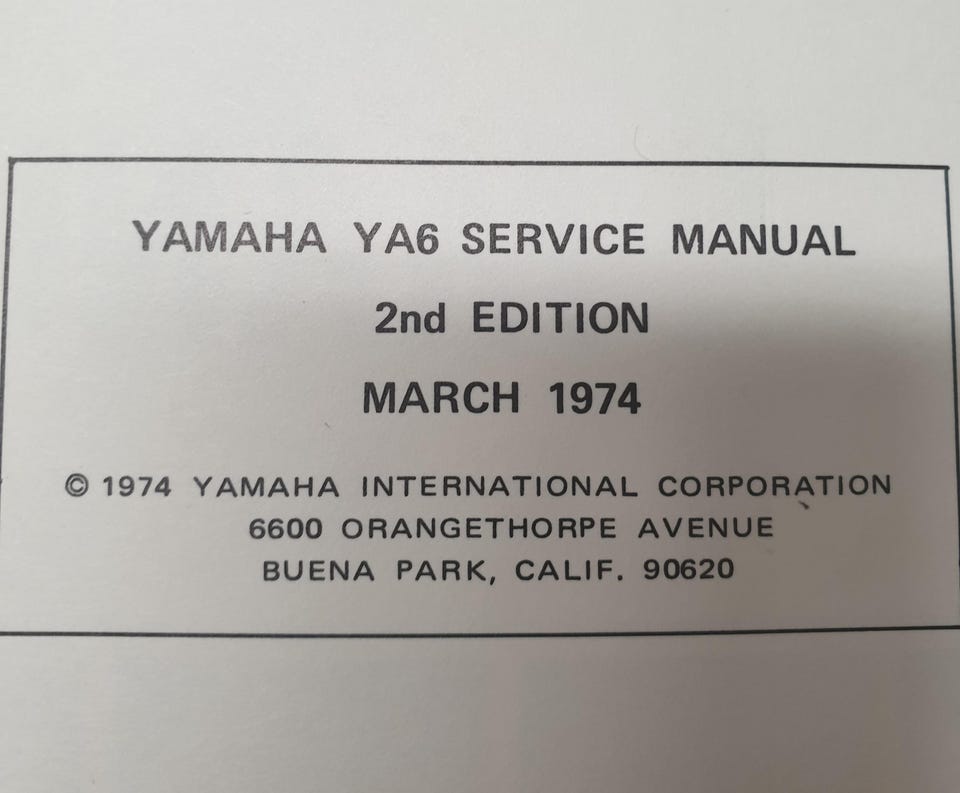 YAMAHA YA6 SERVICE MANUAL
2nd EDITION
MARCH 1974
© 1974 YAMAHA INTERNATIONAL CORPORATION
6600 ORANGETHORPE AVENUE
BUENA PARK, CALIF. 90620